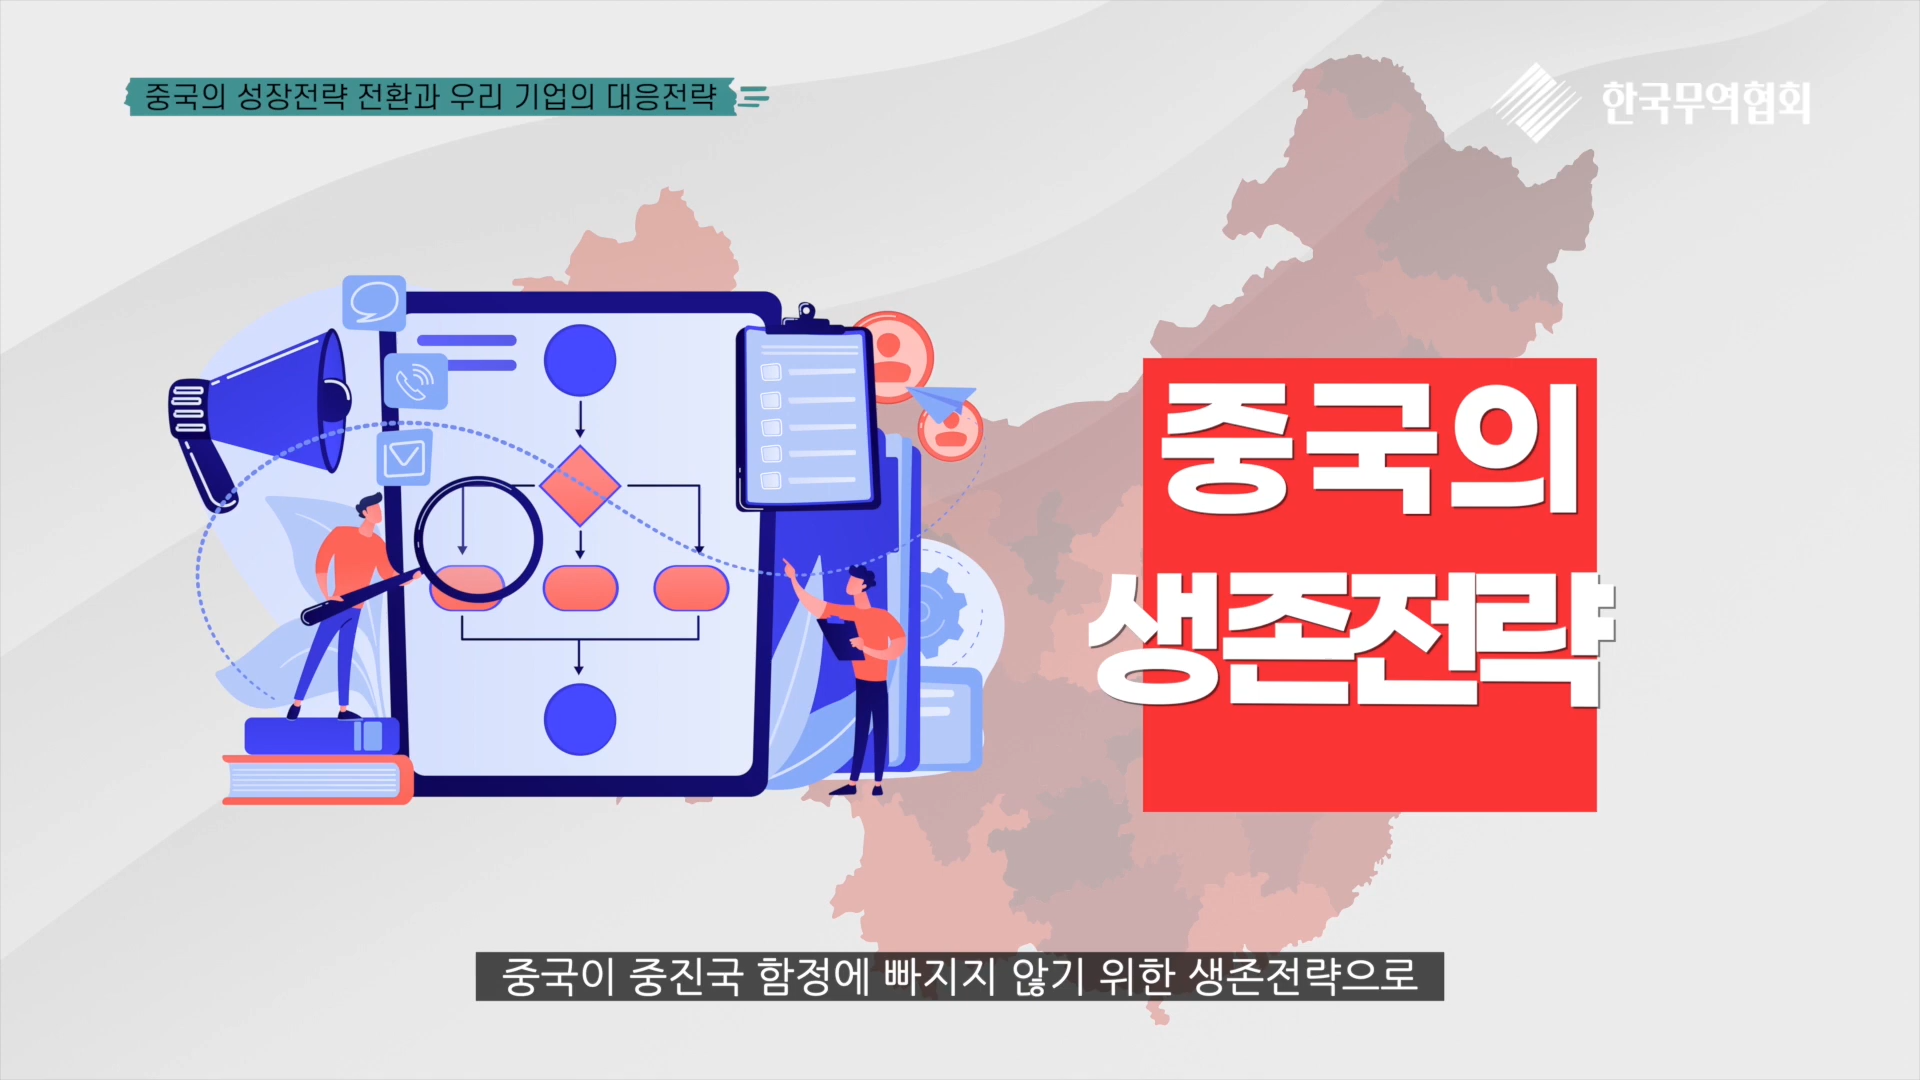 중국의 성장전략 전환과 우리 기업의 대응전략
한국무역협회
중국의
생존전략
중국이 중진국 함정에 빠지지 않기 위한 생존전략으로